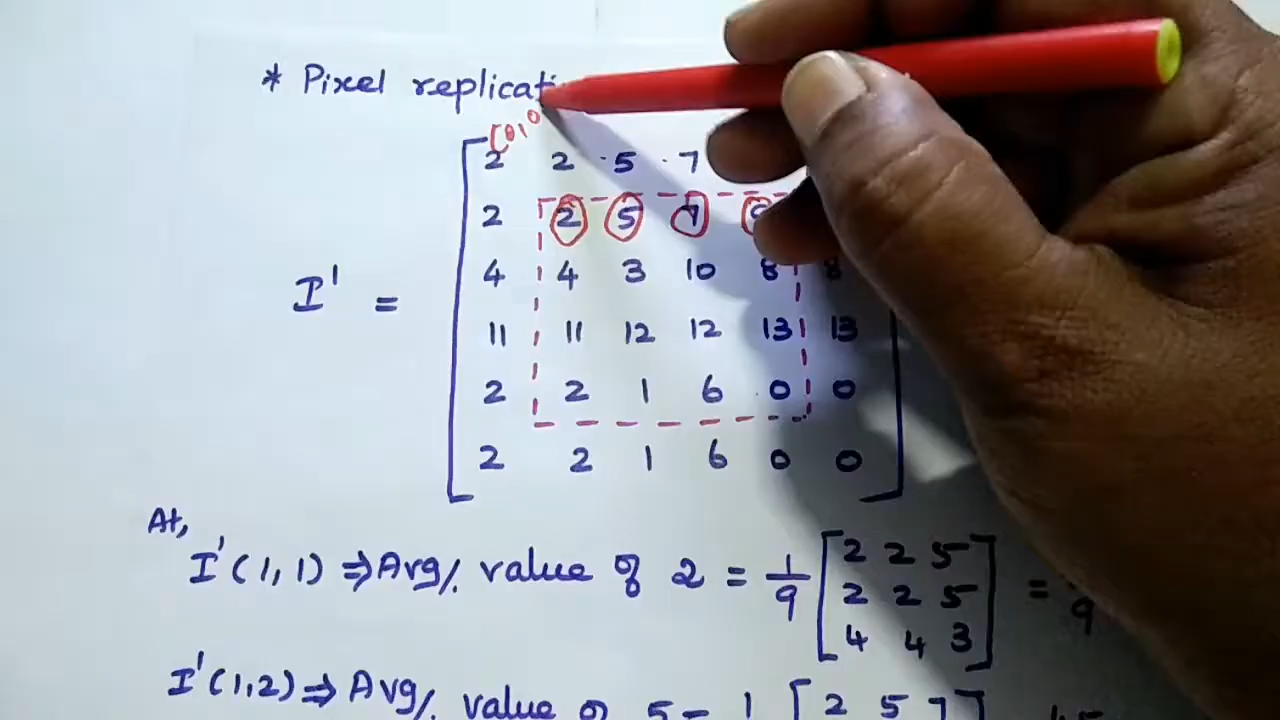 * Pixel replicati
[0,0
2 2 5 7
2 2 5 7
I' = 4 4 3 10 8 8
11 11 12 12 13 13
2 2 1 6 0 0
2 2 1 6 0 0
At,
I'(1,1) ⇒ Avg/. value of 2 = 1/9 [2 2 5
2 2 5
4 4 3] =
9
I'(1,2) ⇒ Avg/. value of 5 = 1 [2 5 7]